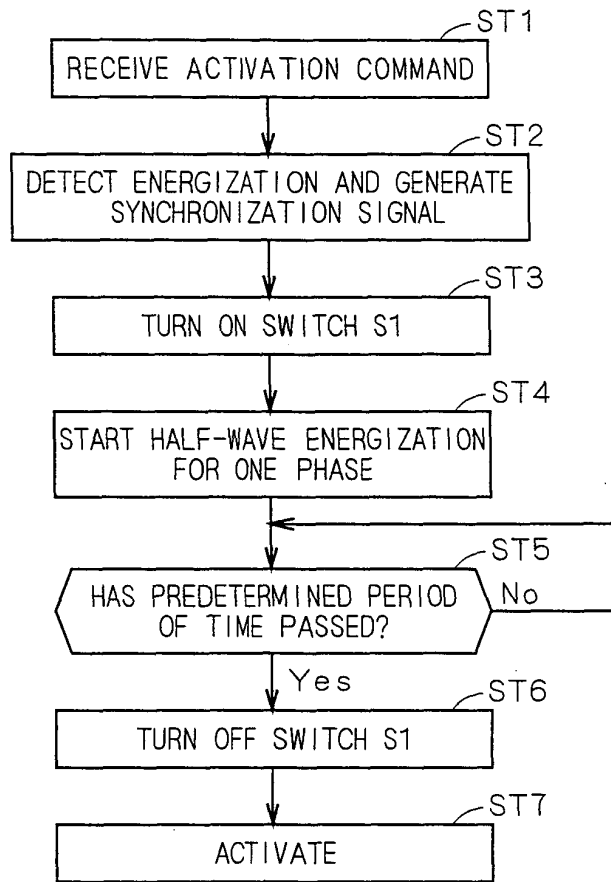 ST1
RECEIVE ACTIVATION COMMAND
ST2
DETECT ENERGIZATION AND GENERATE
SYNCHRONIZATION SIGNAL
ST3
TURN ON SWITCH S1
ST4
START HALF-WAVE ENERGIZATION
FOR ONE PHASE
ST5
HAS PREDETERMINED PERIOD
OF TIME PASSED?
No
Yes
ST6
TURN OFF SWITCH S1
ST7
ACTIVATE